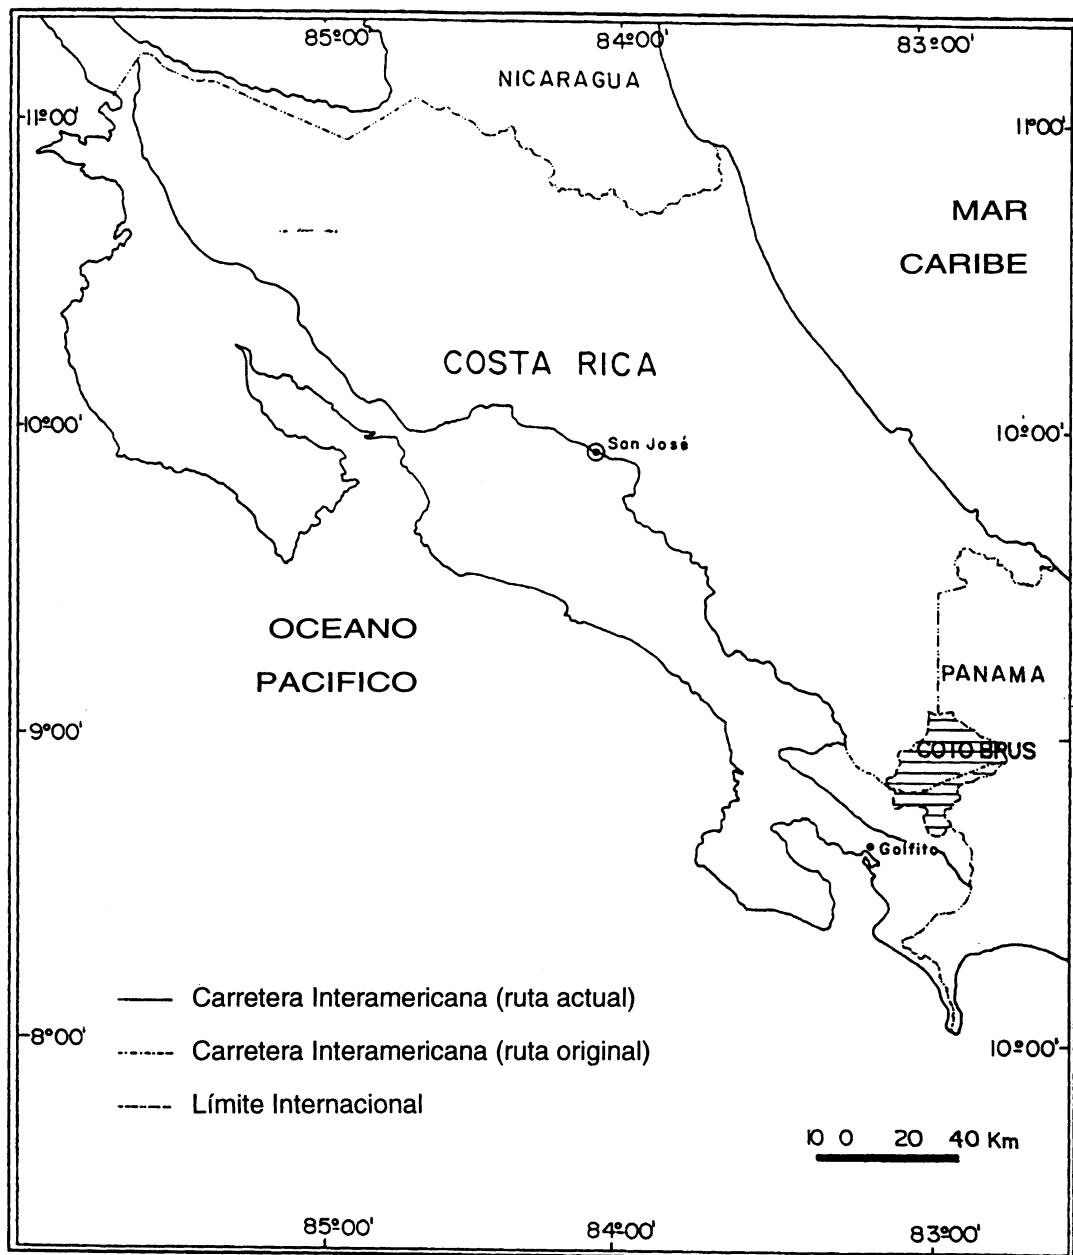 85º00'
84º00'
83º00'
NICARAGUA
11º00'
11º00'
MAR
CARIBE
COSTA RICA
10º00'
10º00'
San José
OCEANO
PACIFICO
PANAMA
9º00'
COTO BRUS
Golfito
Carretera Interamericana (ruta actual)
8º00'
10º00'
Carretera Interamericana (ruta original)
Límite Internacional
10 0 20 40 Km
85º00'
84º00'
83º00'